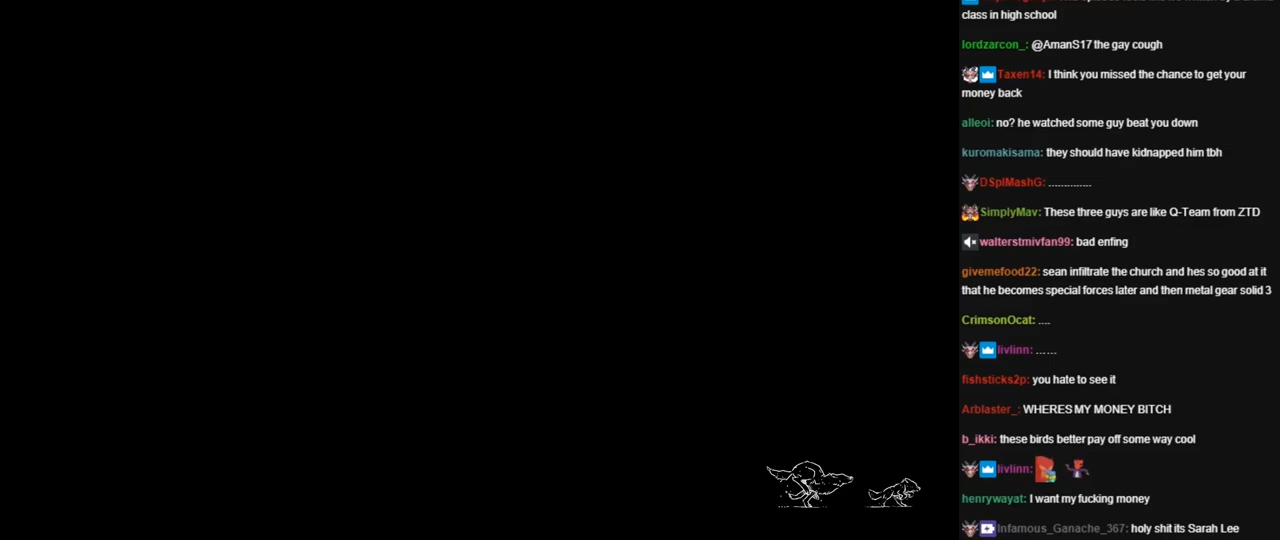 class in high school
lordzarcon_: @AmanS17 the gay cough
Taxen14: I think you missed the chance to get your
money back
alleoi: no? he watched some guy beat you down
kuromakisama: they should have kidnapped him tbh
DSplMashG: ..............
SimplyMav: These three guys are like Q-Team from ZTD
walterstmivfan99: bad enfing
givemefood22: sean infiltrate the church and hes so good at it
that he becomes special forces later and then metal gear solid 3
CrimsonOcat: ....
livlinn: ......
fishsticks2p: you hate to see it
Arblaster_: WHERES MY MONEY BITCH
b_ikki: these birds better pay off some way cool
livlinn:
henrywayat: I want my fucking money
Infamous_Ganache_367: holy shit its Sarah Lee